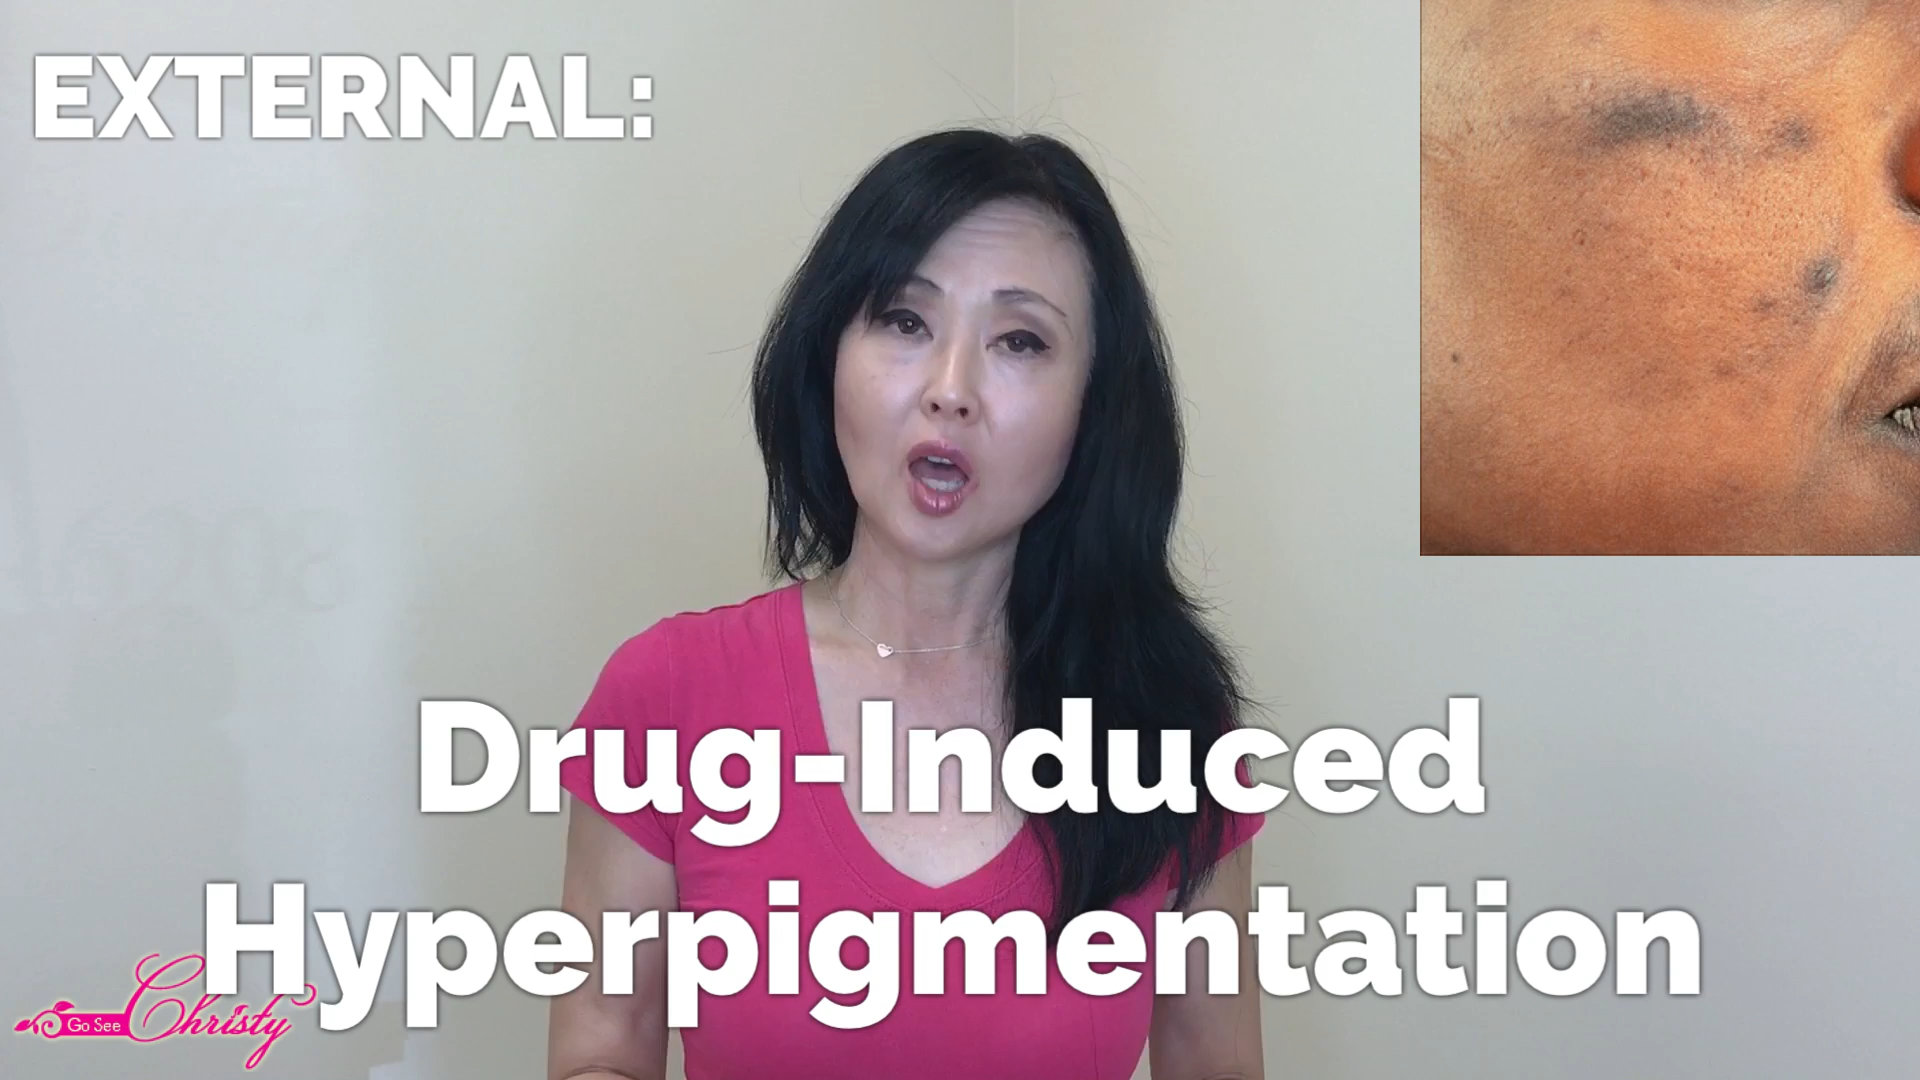 EXTERNAL:
Drug-Induced
Hyperpigmentation
Go See Christy